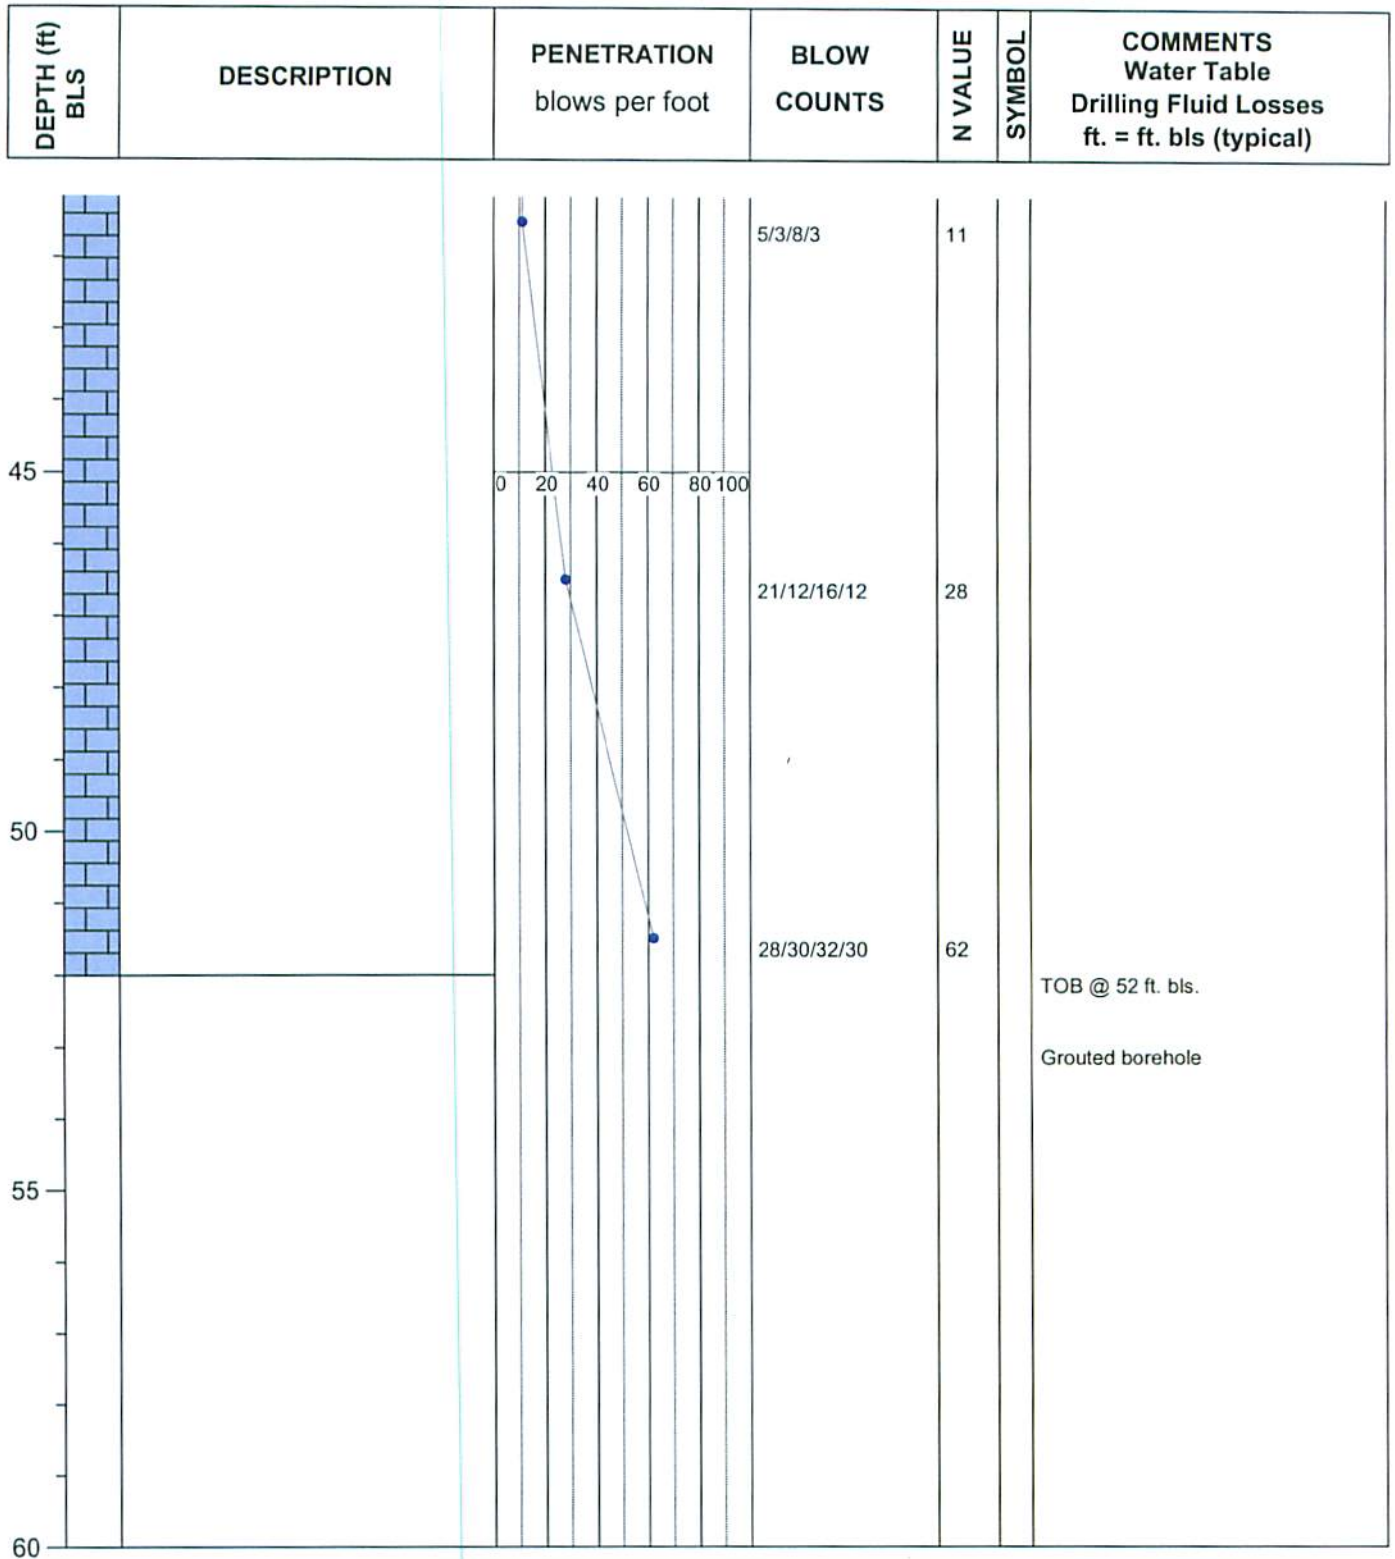 DEPTH (ft)
BLS
DESCRIPTION
PENETRATION
blows per foot
BLOW
COUNTS
N VALUE
SYMBOL
COMMENTS
Water Table
Drilling Fluid Losses
ft. = ft. bls (typical)
5/3/8/3 11
45
0 20 40 60 80 100
21/12/16/12 28
50
28/30/32/30 62
TOB @ 52 ft. bls.
Grouted borehole
55
60